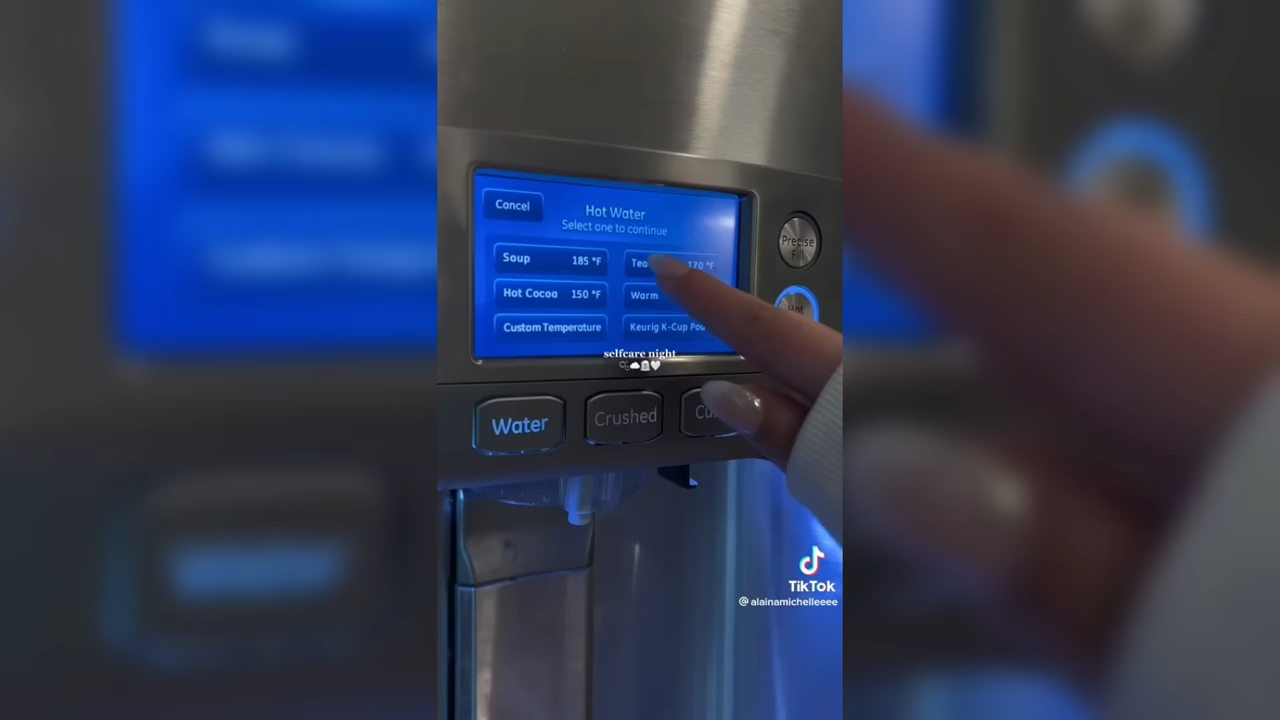 Cancel
Hot Water
Select one to continue
Soup 185 °F
Tea 170 °F
Hot Cocoa 150 °F
Warm
Custom Temperature
Keurig K-Cup
selfcare night
Precise
Fill
Hot
Water
Crushed
TikTok
@alainamichelleeee